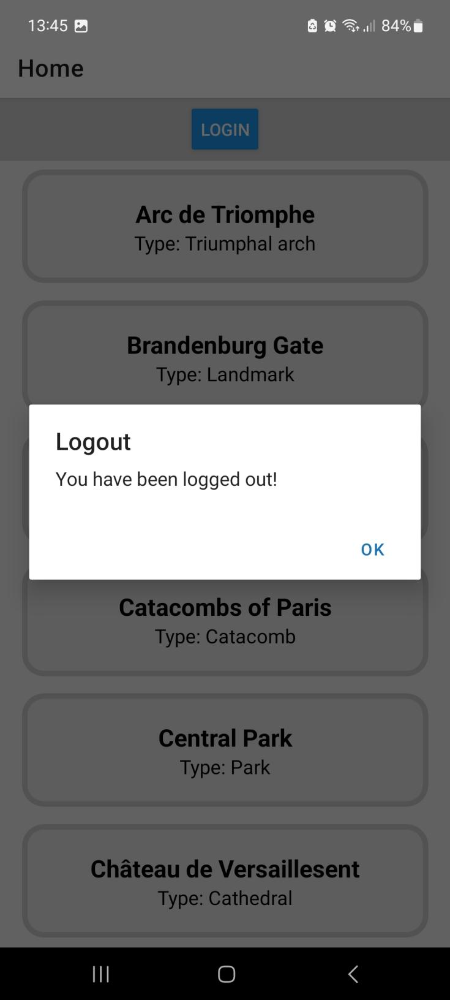 13:45
84%
Home
LOGIN
Arc de Triomphe
Type: Triumphal arch
Brandenburg Gate
Type: Landmark
Logout
You have been logged out!
OK
Catacombs of Paris
Type: Catacomb
Central Park
Type: Park
Château de Versaillesent
Type: Cathedral